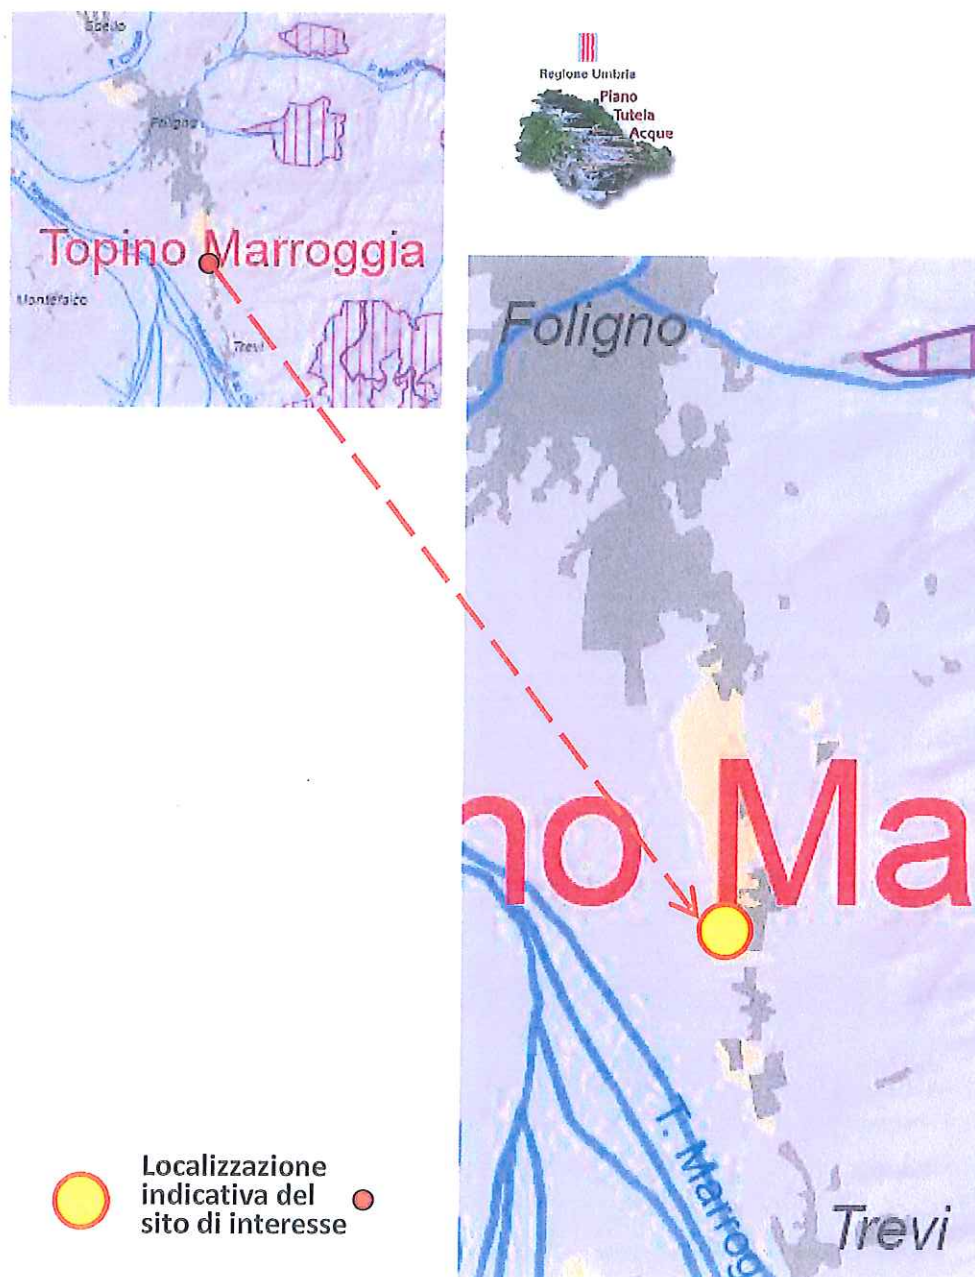 Spello
Foligno
Topino Marroggia
Montefalco
Trevi
Regione Umbria
Piano
Tutela
Acque
Foligno
no Ma
T. Marrog
Trevi
Localizzazione
indicativa del
sito di interesse